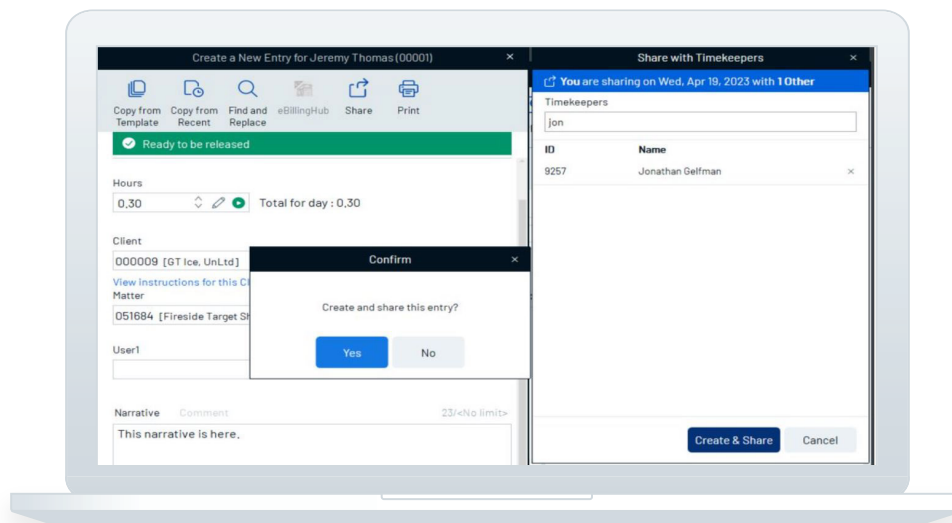 Create a New Entry for Jeremy Thomas (00001)
Copy from Template
Copy from Recent
Find and Replace
eBillingHub
Share
Print
Ready to be released
Hours
0.30
Total for day : 0.30
Client
000009 [GT Ice, UnLtd]
View instructions for this
Matter
051684 [Fireside Target
User1
Narrative Comment 23/<No limit>
This narrative is here.
Confirm
Create and share this entry?
Yes No
Share with Timekeepers
You are sharing on Wed, Apr 19, 2023 with 1 Other
Timekeepers
jon
ID Name
9257 Jonathan Gelfman
Create & Share Cancel